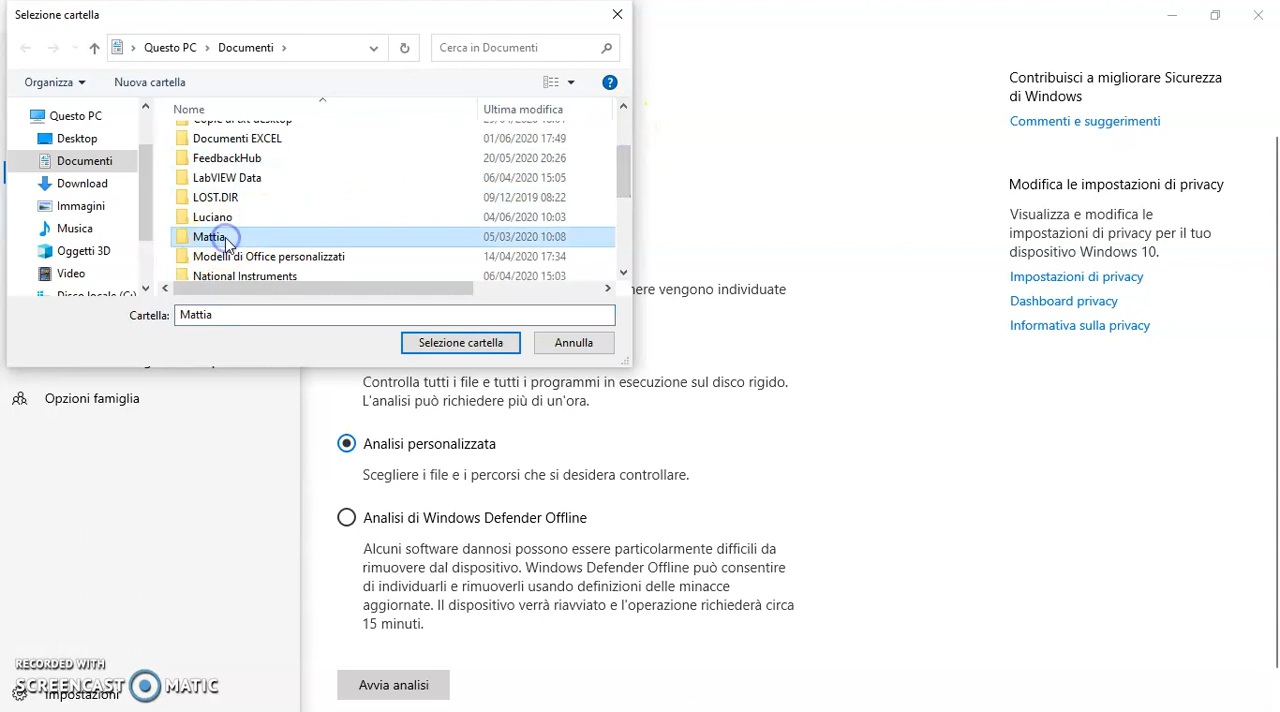 Selezione cartella
Questo PC > Documenti >
Cerca in Documenti
Organizza
Nuova cartella
Nome
Ultima modifica
Questo PC
Desktop
Documenti
Download
Immagini
Musica
Oggetti 3D
Video
Documenti EXCEL 01/06/2020 17:49
FeedbackHub 20/05/2020 20:26
LabVIEW Data 06/04/2020 15:05
LOST.DIR 09/12/2019 08:22
Luciano 04/06/2020 10:03
Mattia 05/03/2020 10:08
Modelli di Office personalizzati 14/04/2020 17:34
National Instruments 06/04/2020 15:03
Cartella: Mattia
Selezione cartella
Annulla
Opzioni famiglia
Impostazioni
vengono individuate
Controlla tutti i file e tutti i programmi in esecuzione sul disco rigido.
L'analisi può richiedere più di un'ora.
Analisi personalizzata
Scegliere i file e i percorsi che si desidera controllare.
Analisi di Windows Defender Offline
Alcuni software dannosi possono essere particolarmente difficili da
rimuovere dal dispositivo. Windows Defender Offline può consentire
di individuarli e rimuoverli usando definizioni delle minacce
aggiornate. Il dispositivo verrà riavviato e l'operazione richiederà circa
15 minuti.
Avvia analisi
Contribuisci a migliorare Sicurezza
di Windows
Commenti e suggerimenti
Modifica le impostazioni di privacy
Visualizza e modifica le
impostazioni di privacy per il tuo
dispositivo Windows 10.
Impostazioni di privacy
Dashboard privacy
Informativa sulla privacy
RECORDED WITH
SCREENCAST MATIC